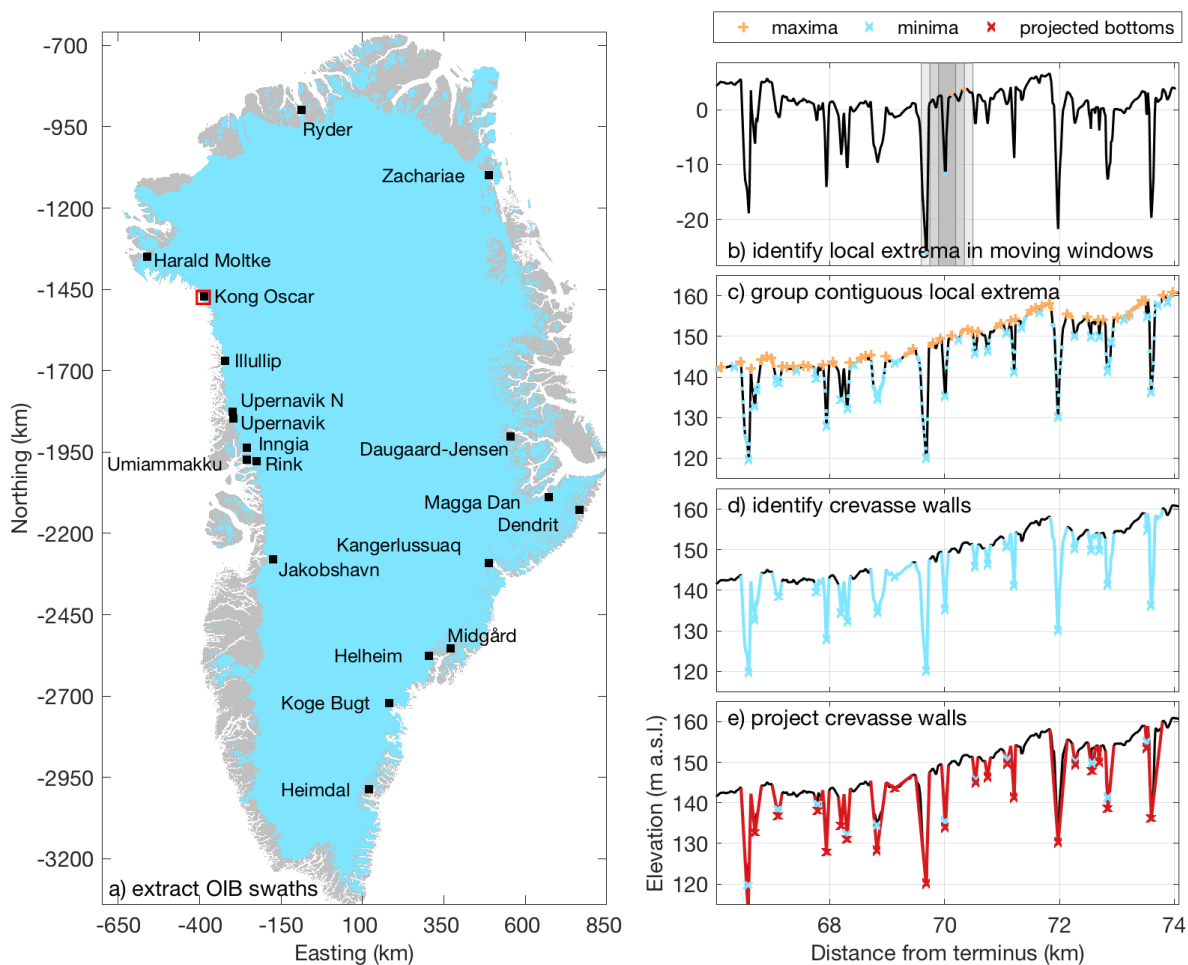 maxima minima projected bottoms
-700
-950
-1200
-1450
-1700
-1950
-2200
-2450
-2700
-2950
-3200
Northing (km)
Ryder
Zachariae
Harald Moltke
Kong Oscar
Illullip
Upernavik N
Upernavik
Inngia
Daugaard-Jensen
Umiammakku
Rink
Magga Dan
Dendrit
Kangerlussuaq
Jakobshavn
Midgård
Helheim
Koge Bugt
Heimdal
a) extract OIB swaths
-650 -400 -150 100 350 600 850
Easting (km)
0
-10
-20
b) identify local extrema in moving windows
160
150
140
130
120
c) group contiguous local extrema
160
150
140
130
120
d) identify crevasse walls
160
150
140
130
120
e) project crevasse walls
Elevation (m a.s.l.)
68 70 72 74
Distance from terminus (km)